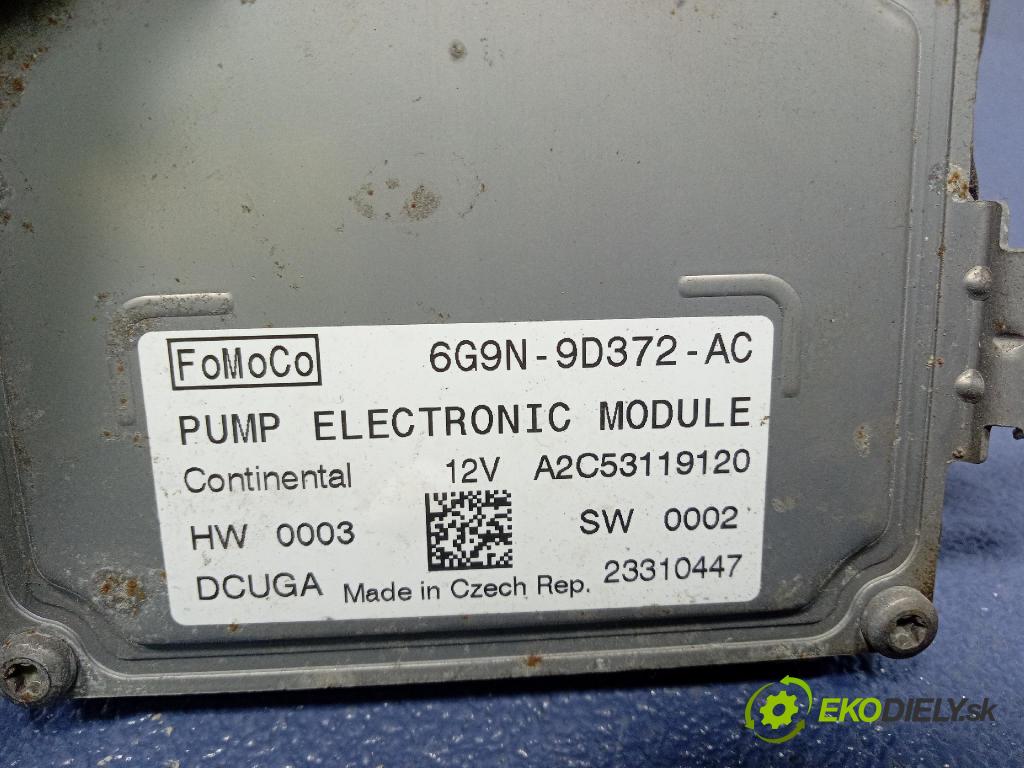 FoMoCo 6G9N-9D372-AC
PUMP ELECTRONIC MODULE
Continental 12V A2C53119120
HW 0003 SW 0002
DCUGA Made in Czech Rep. 23310447
EKODIELY.sk